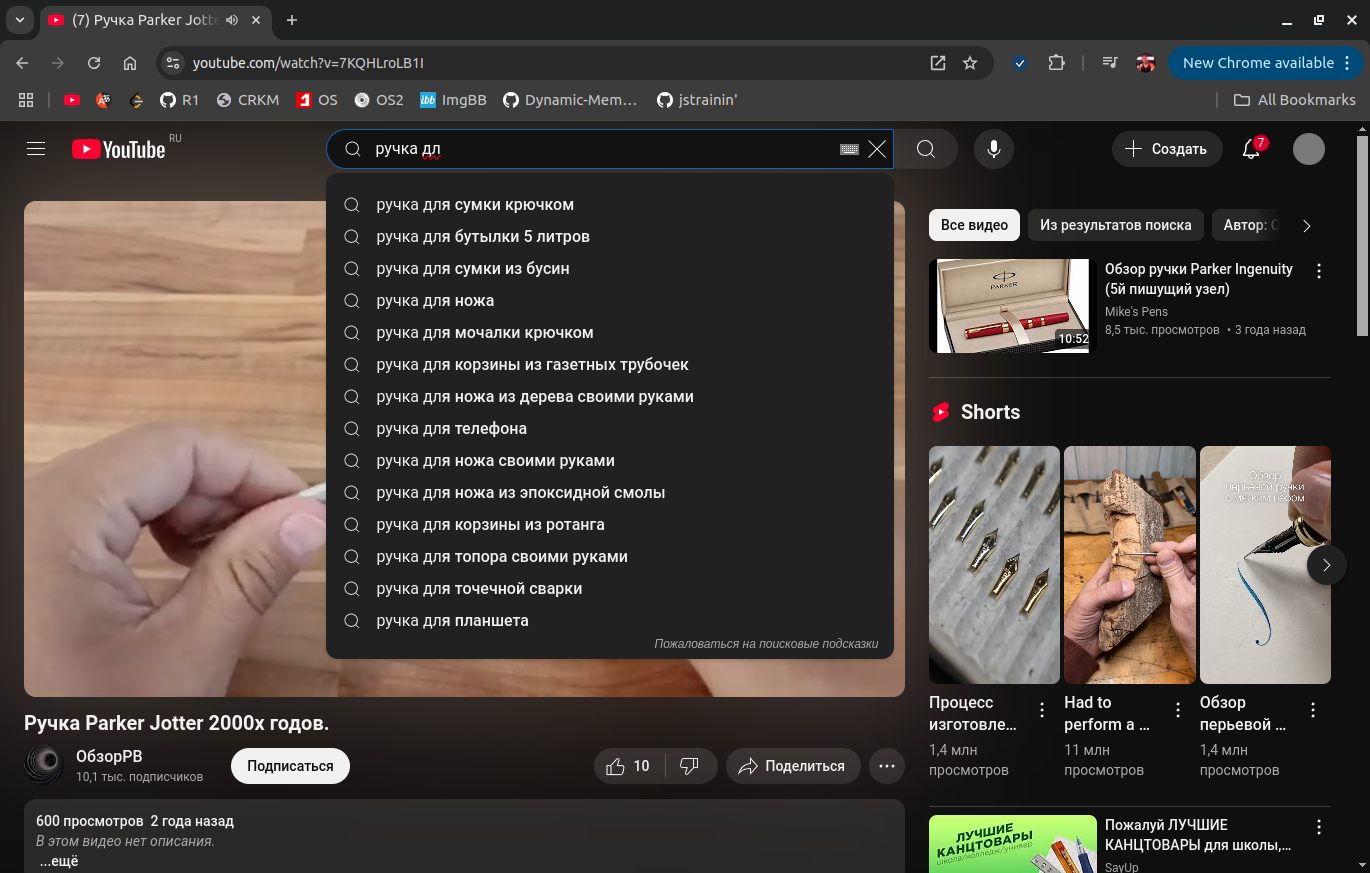 (7) Ручка Parker Jotte
youtube.com/watch?v=7KQHLroLB1I
New Chrome available
R1
CRKM
OS
OS2
ibb ImgBB
Dynamic-Mem…
jstrainin'
All Bookmarks
YouTube RU
ручка дл
Создать
7
ручка для сумки крючком
ручка для бутылки 5 литров
ручка для сумки из бусин
ручка для ножа
ручка для мочалки крючком
ручка для корзины из газетных трубочек
ручка для ножа из дерева своими руками
ручка для телефона
ручка для ножа своими руками
ручка для ножа из эпоксидной смолы
ручка для корзины из ротанга
ручка для топора своими руками
ручка для точечной сварки
ручка для планшета
Пожаловаться на поисковые подсказки
Ручка Parker Jotter 2000х годов.
ОбзорРВ
10,1 тыс. подписчиков
Подписаться
10
Поделиться
600 просмотров 2 года назад
В этом видео нет описания.
...ещё
Все видео
Из результатов поиска
Автор: О
PARKER
10:52
Обзор ручки Parker Ingenuity
(5й пишущий узел)
Mike's Pens
8,5 тыс. просмотров • 3 года назад
Shorts
Обзор
перьевой ручки
с мягким пером
Процесс
изготовле…
1,4 млн
просмотров
Had to
perform a …
11 млн
просмотров
Обзор
перьевой …
1,4 млн
просмотров
ЛУЧШИЕ
КАНЦТОВАРЫ
школа/колледж/универ
Пожалуй ЛУЧШИЕ
КАНЦТОВАРЫ для школы,…
SayUp